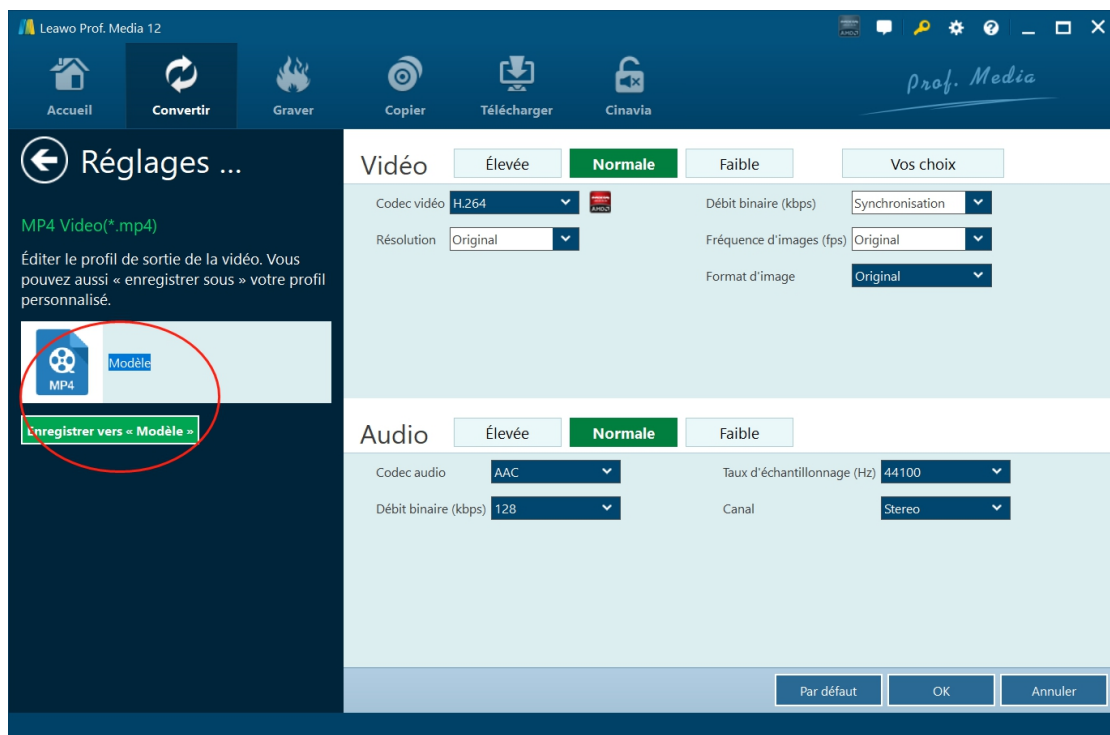 Leawo Prof. Media 12
Accueil
Convertir
Graver
Copier
Télécharger
Cinavia
Prof. Media
Réglages ...
MP4 Video(*.mp4)
Éditer le profil de sortie de la vidéo. Vous
pouvez aussi « enregistrer sous » votre profil
personnalisé.
MP4
Modèle
Enregistrer vers « Modèle »
Vidéo
Élevée
Normale
Faible
Vos choix
Codec vidéo H.264
Débit binaire (kbps) Synchronisation
Résolution Original
Fréquence d'images (fps) Original
Format d'image Original
Audio
Élevée
Normale
Faible
Codec audio AAC
Taux d'échantillonnage (Hz) 44100
Débit binaire (kbps) 128
Canal Stereo
Par défaut
OK
Annuler